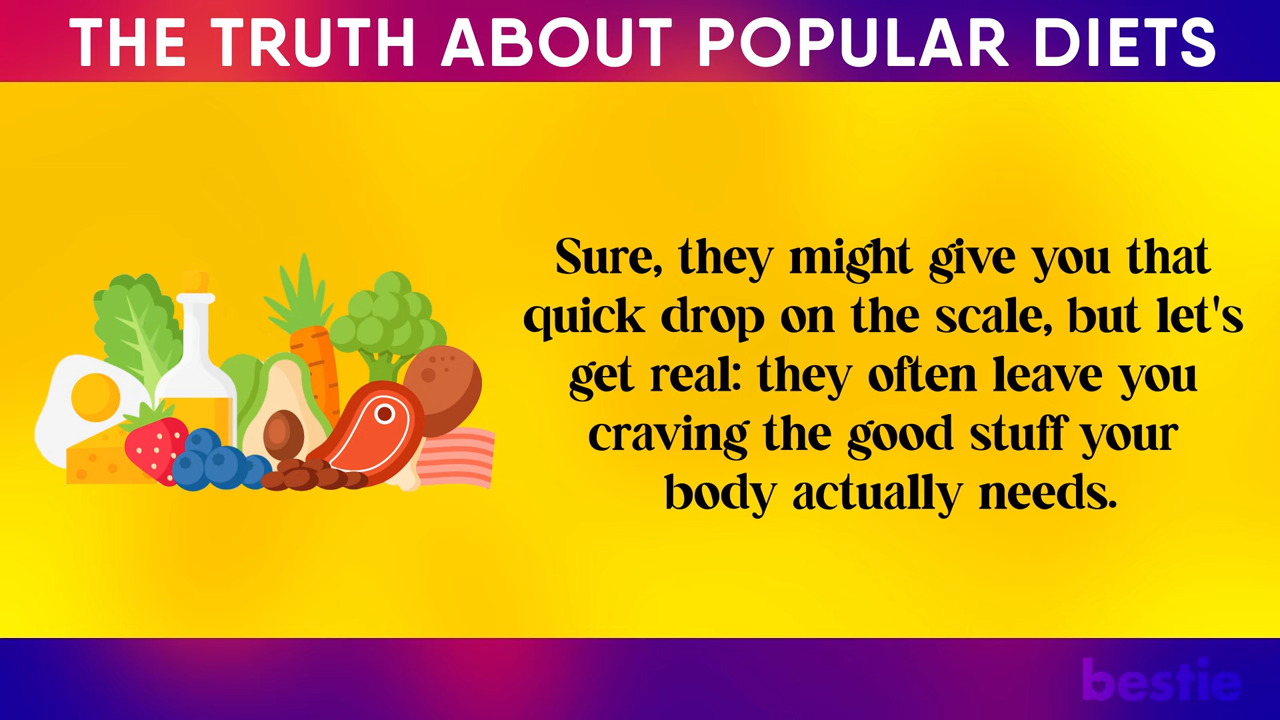 THE TRUTH ABOUT POPULAR DIETS
Sure, they might give you that
quick drop on the scale, but let's
get real: they often leave you
craving the good stuff your
body actually needs.
bestie